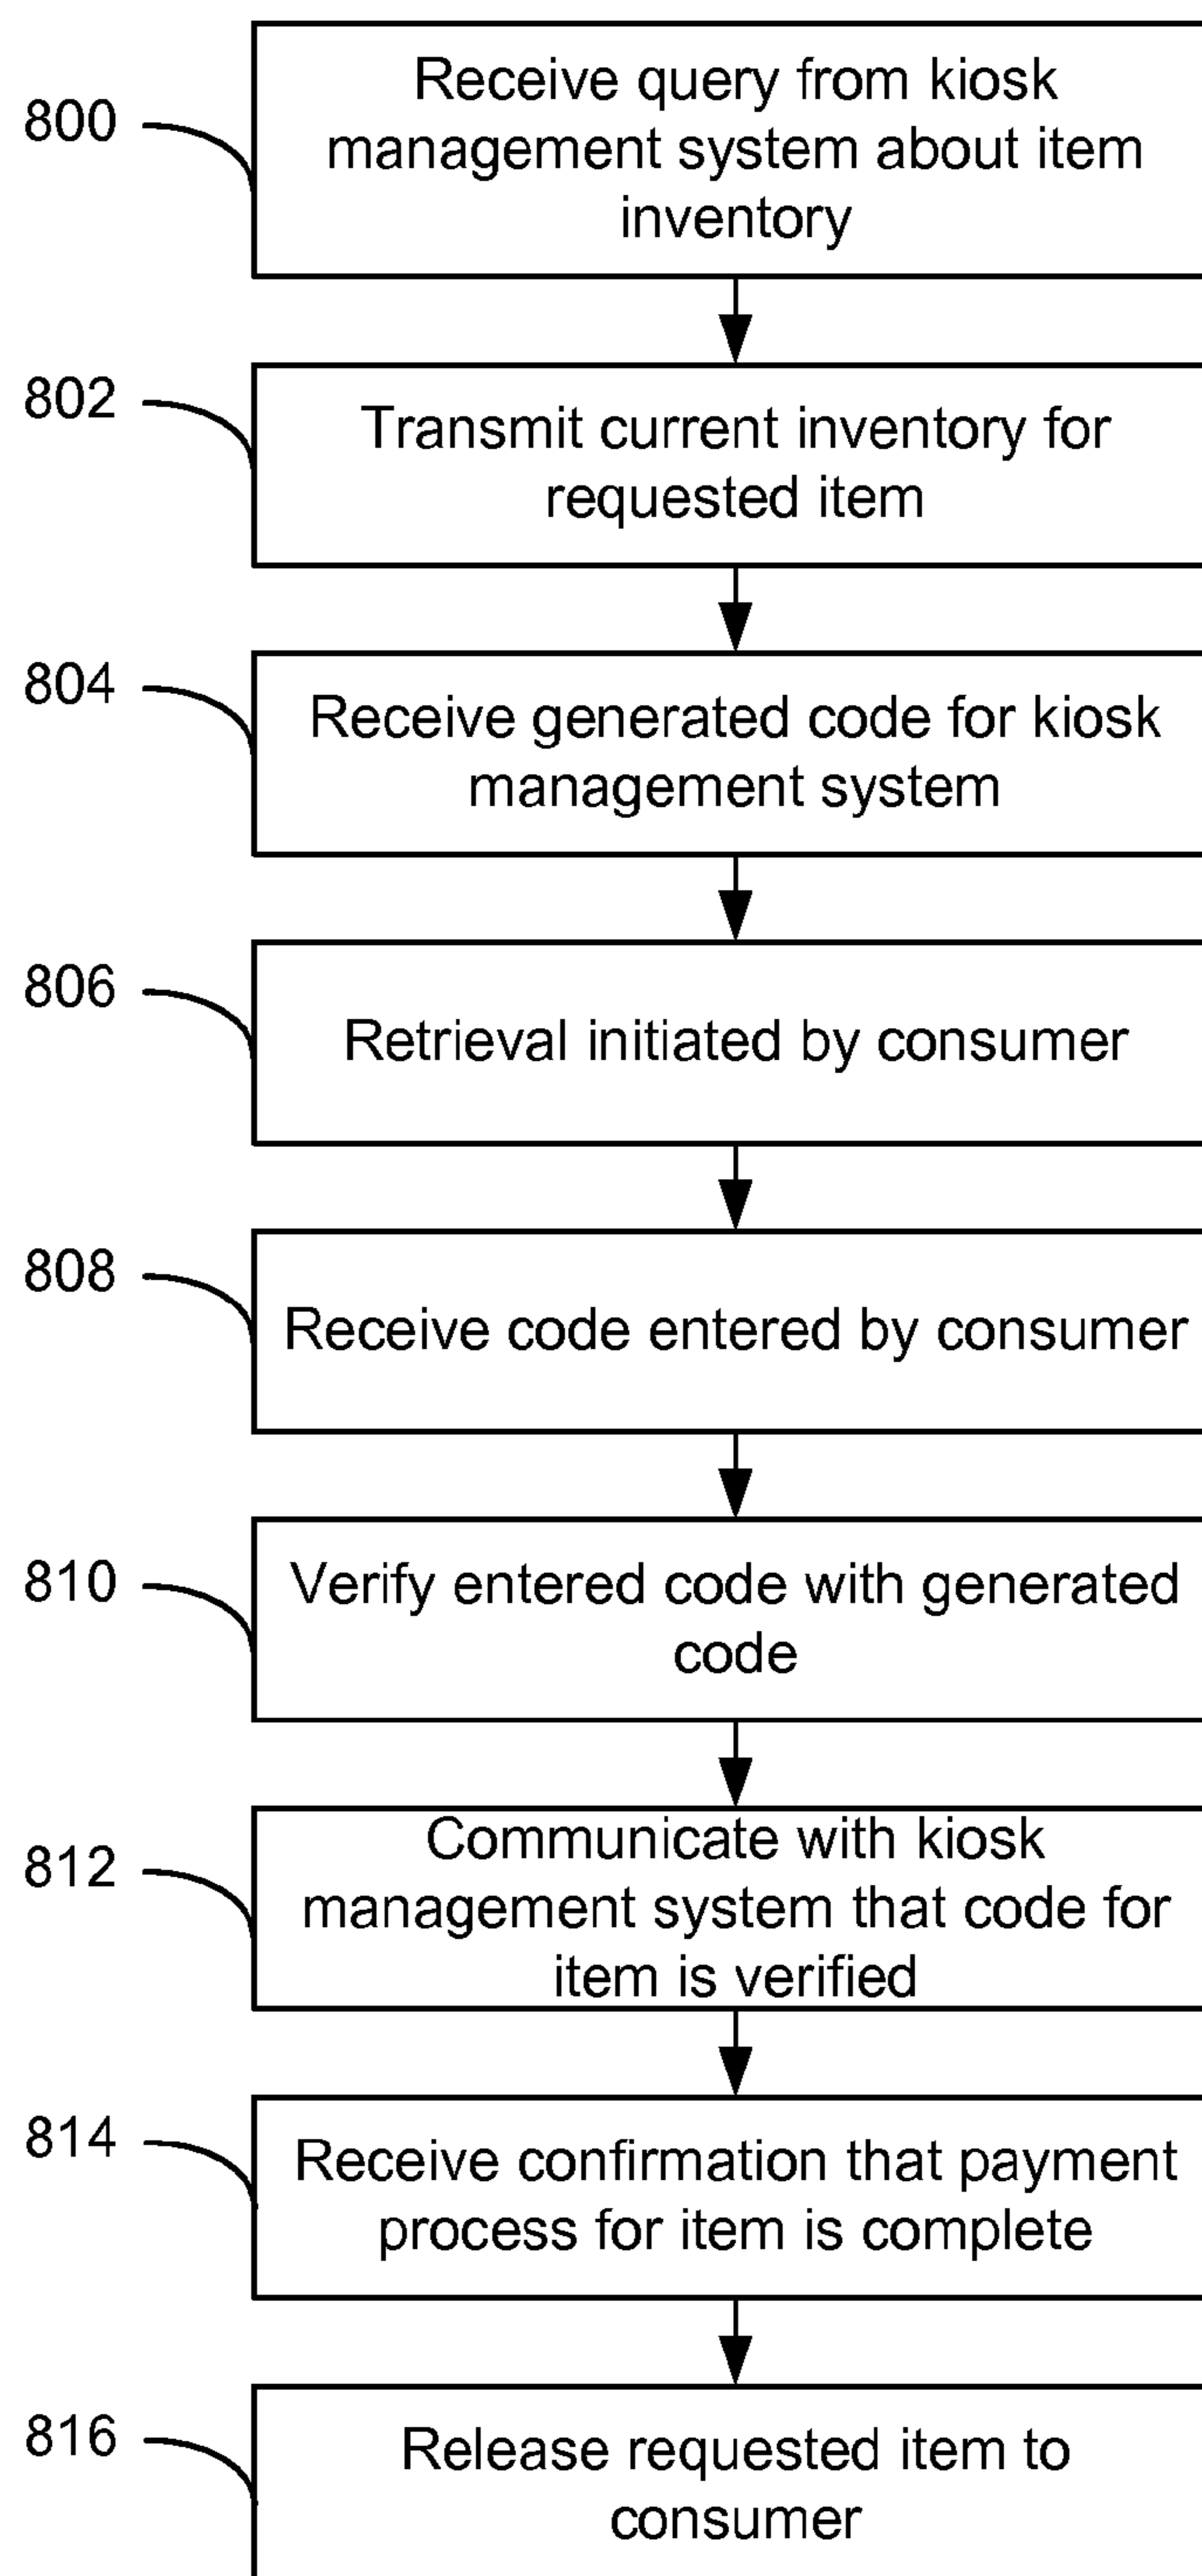 800
Receive query from kiosk
management system about item
inventory
802
Transmit current inventory for
requested item
804
Receive generated code for kiosk
management system
806
Retrieval initiated by consumer
808
Receive code entered by consumer
810
Verify entered code with generated
code
812
Communicate with kiosk
management system that code for
item is verified
814
Receive confirmation that payment
process for item is complete
816
Release requested item to
consumer